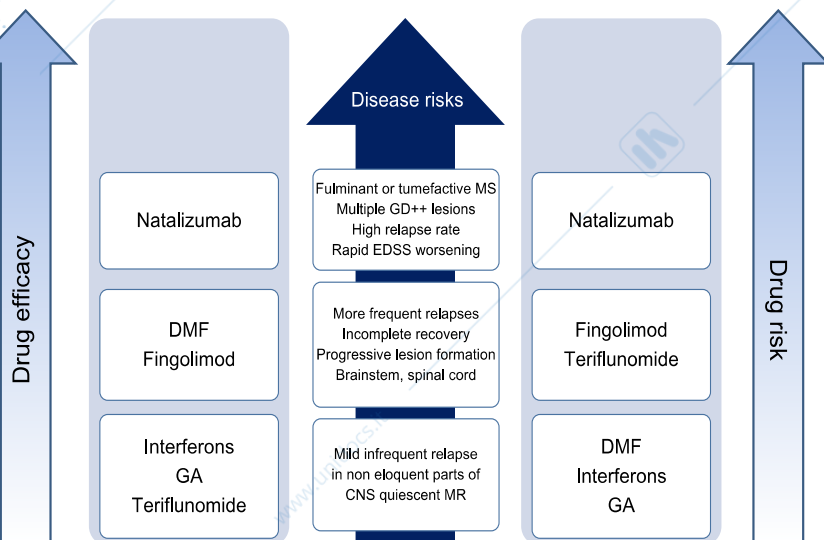 Disease risks
Drug efficacy
Natalizumab
DMF
Fingolimod
Interferons
GA
Teriflunomide
Fulminant or tumefactive MS
Multiple GD++ lesions
High relapse rate
Rapid EDSS worsening
More frequent relapses
Incomplete recovery
Progressive lesion formation
Brainstem, spinal cord
Mild infrequent relapse
in non eloquent parts of
CNS quiescent MR
Natalizumab
Fingolimod
Teriflunomide
DMF
Interferons
GA
Drug risk